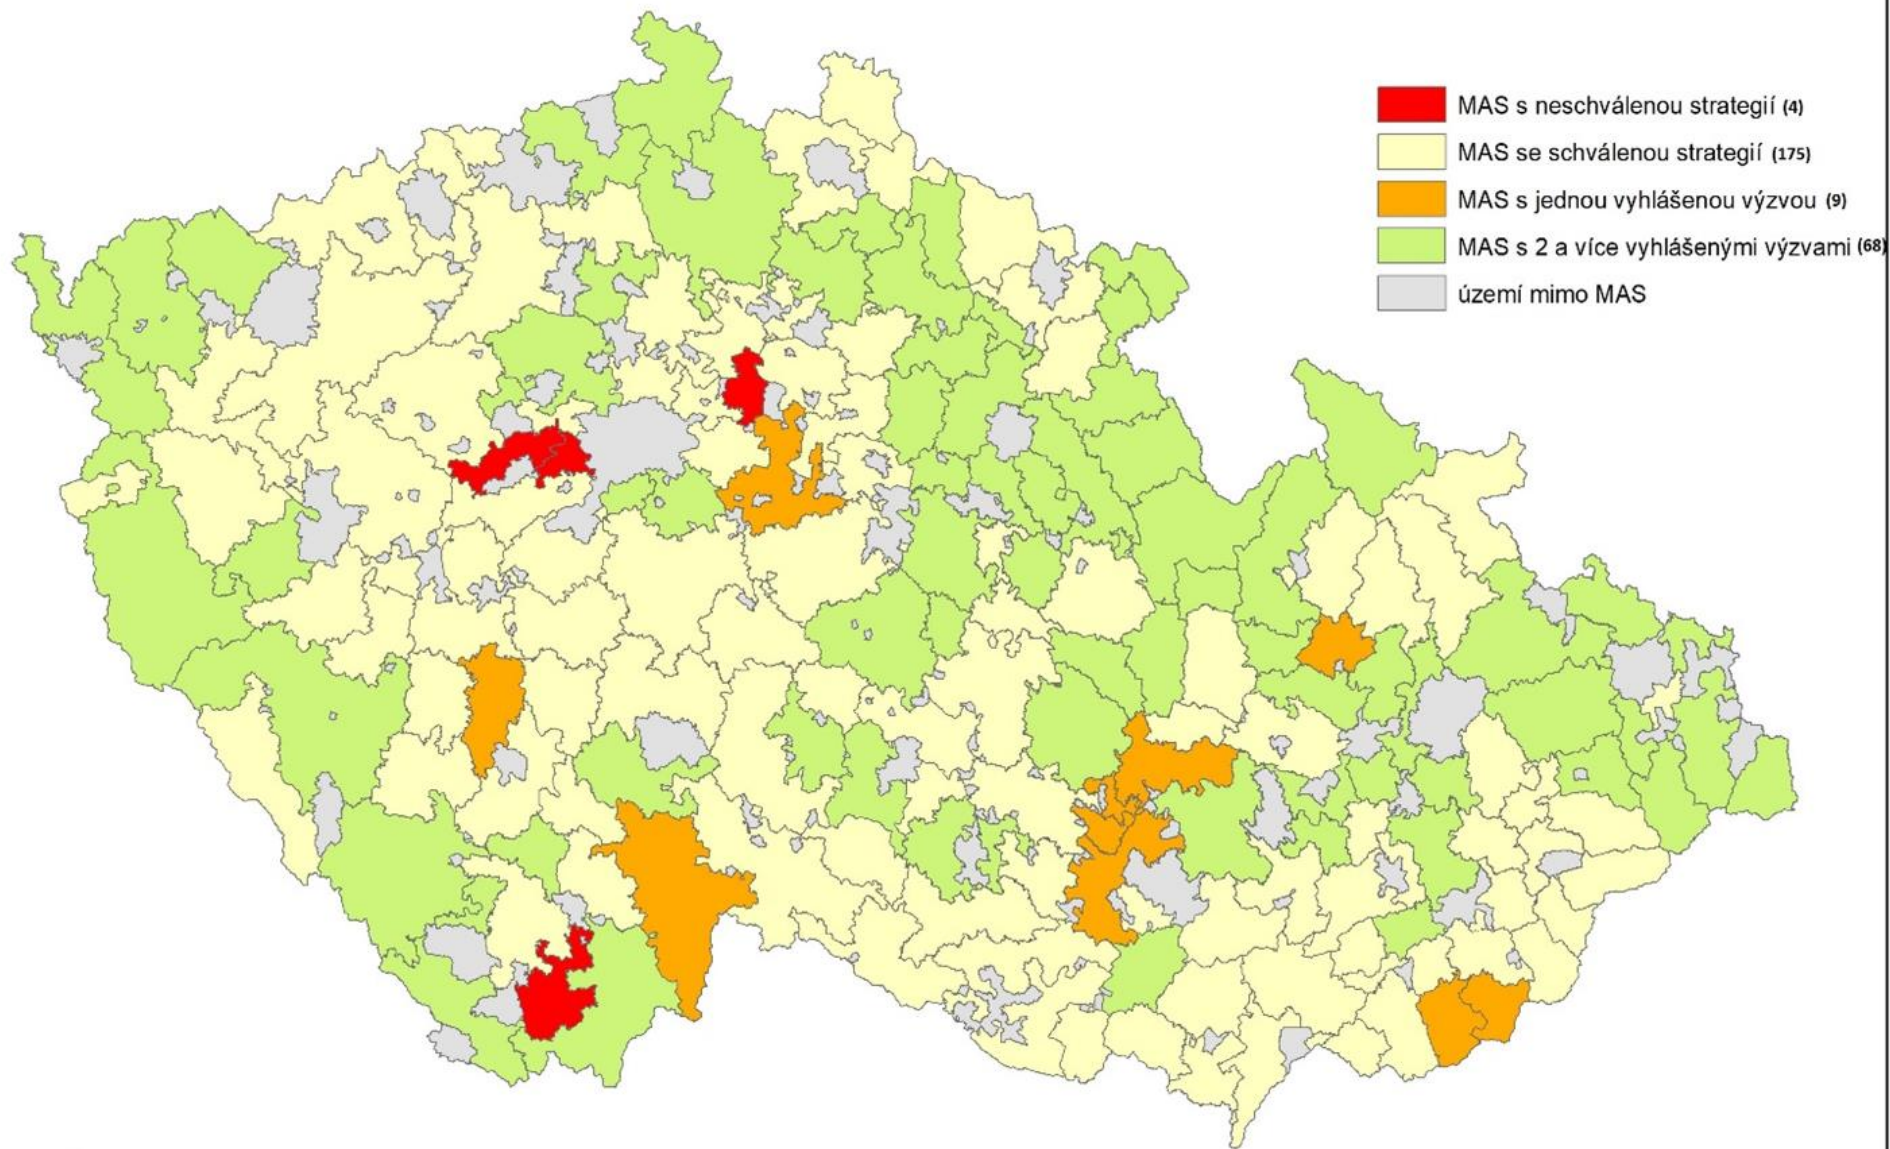 MAS s neschválenou strategií (4)
MAS se schválenou strategií (175)
MAS s jednou vyhlášenou výzvou (9)
MAS s 2 a více vyhlášenými výzvami (68)
území mimo MAS